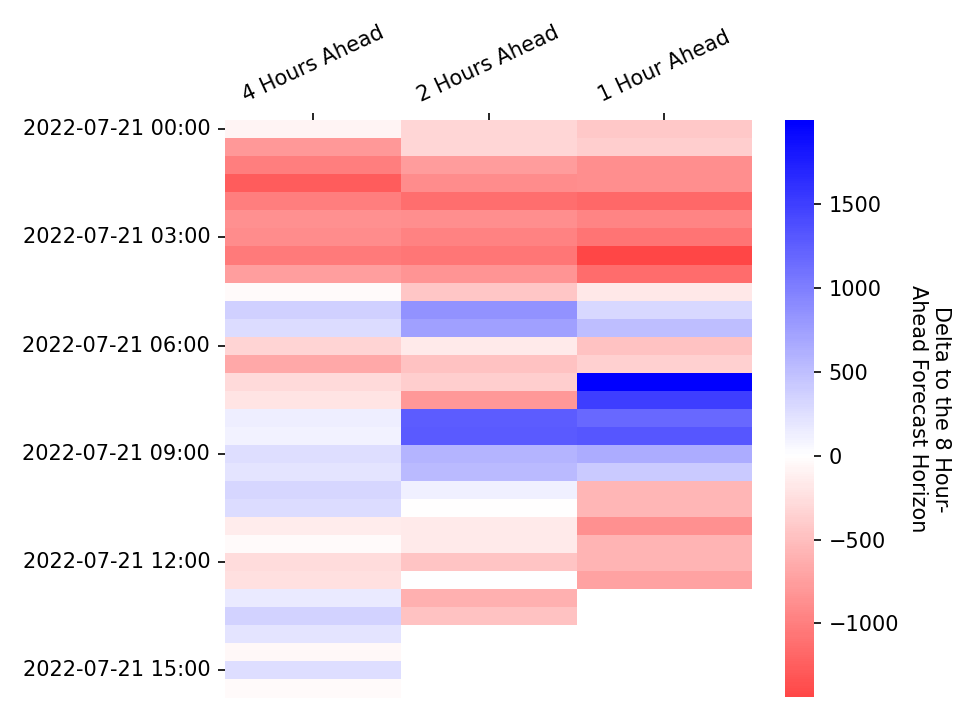 4 Hours Ahead
2 Hours Ahead
1 Hour Ahead
2022-07-21 00:00
2022-07-21 03:00
2022-07-21 06:00
2022-07-21 09:00
2022-07-21 12:00
2022-07-21 15:00
1500
1000
500
0
−500
−1000
Delta to the 8 Hour-
Ahead Forecast Horizon